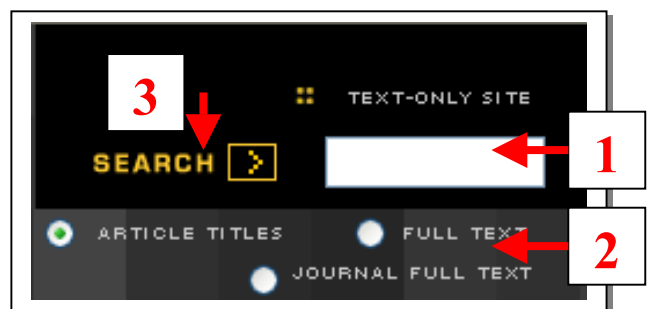 3
TEXT-ONLY SITE
SEARCH >
1
ARTICLE TITLES FULL TEXT
2
JOURNAL FULL TEXT